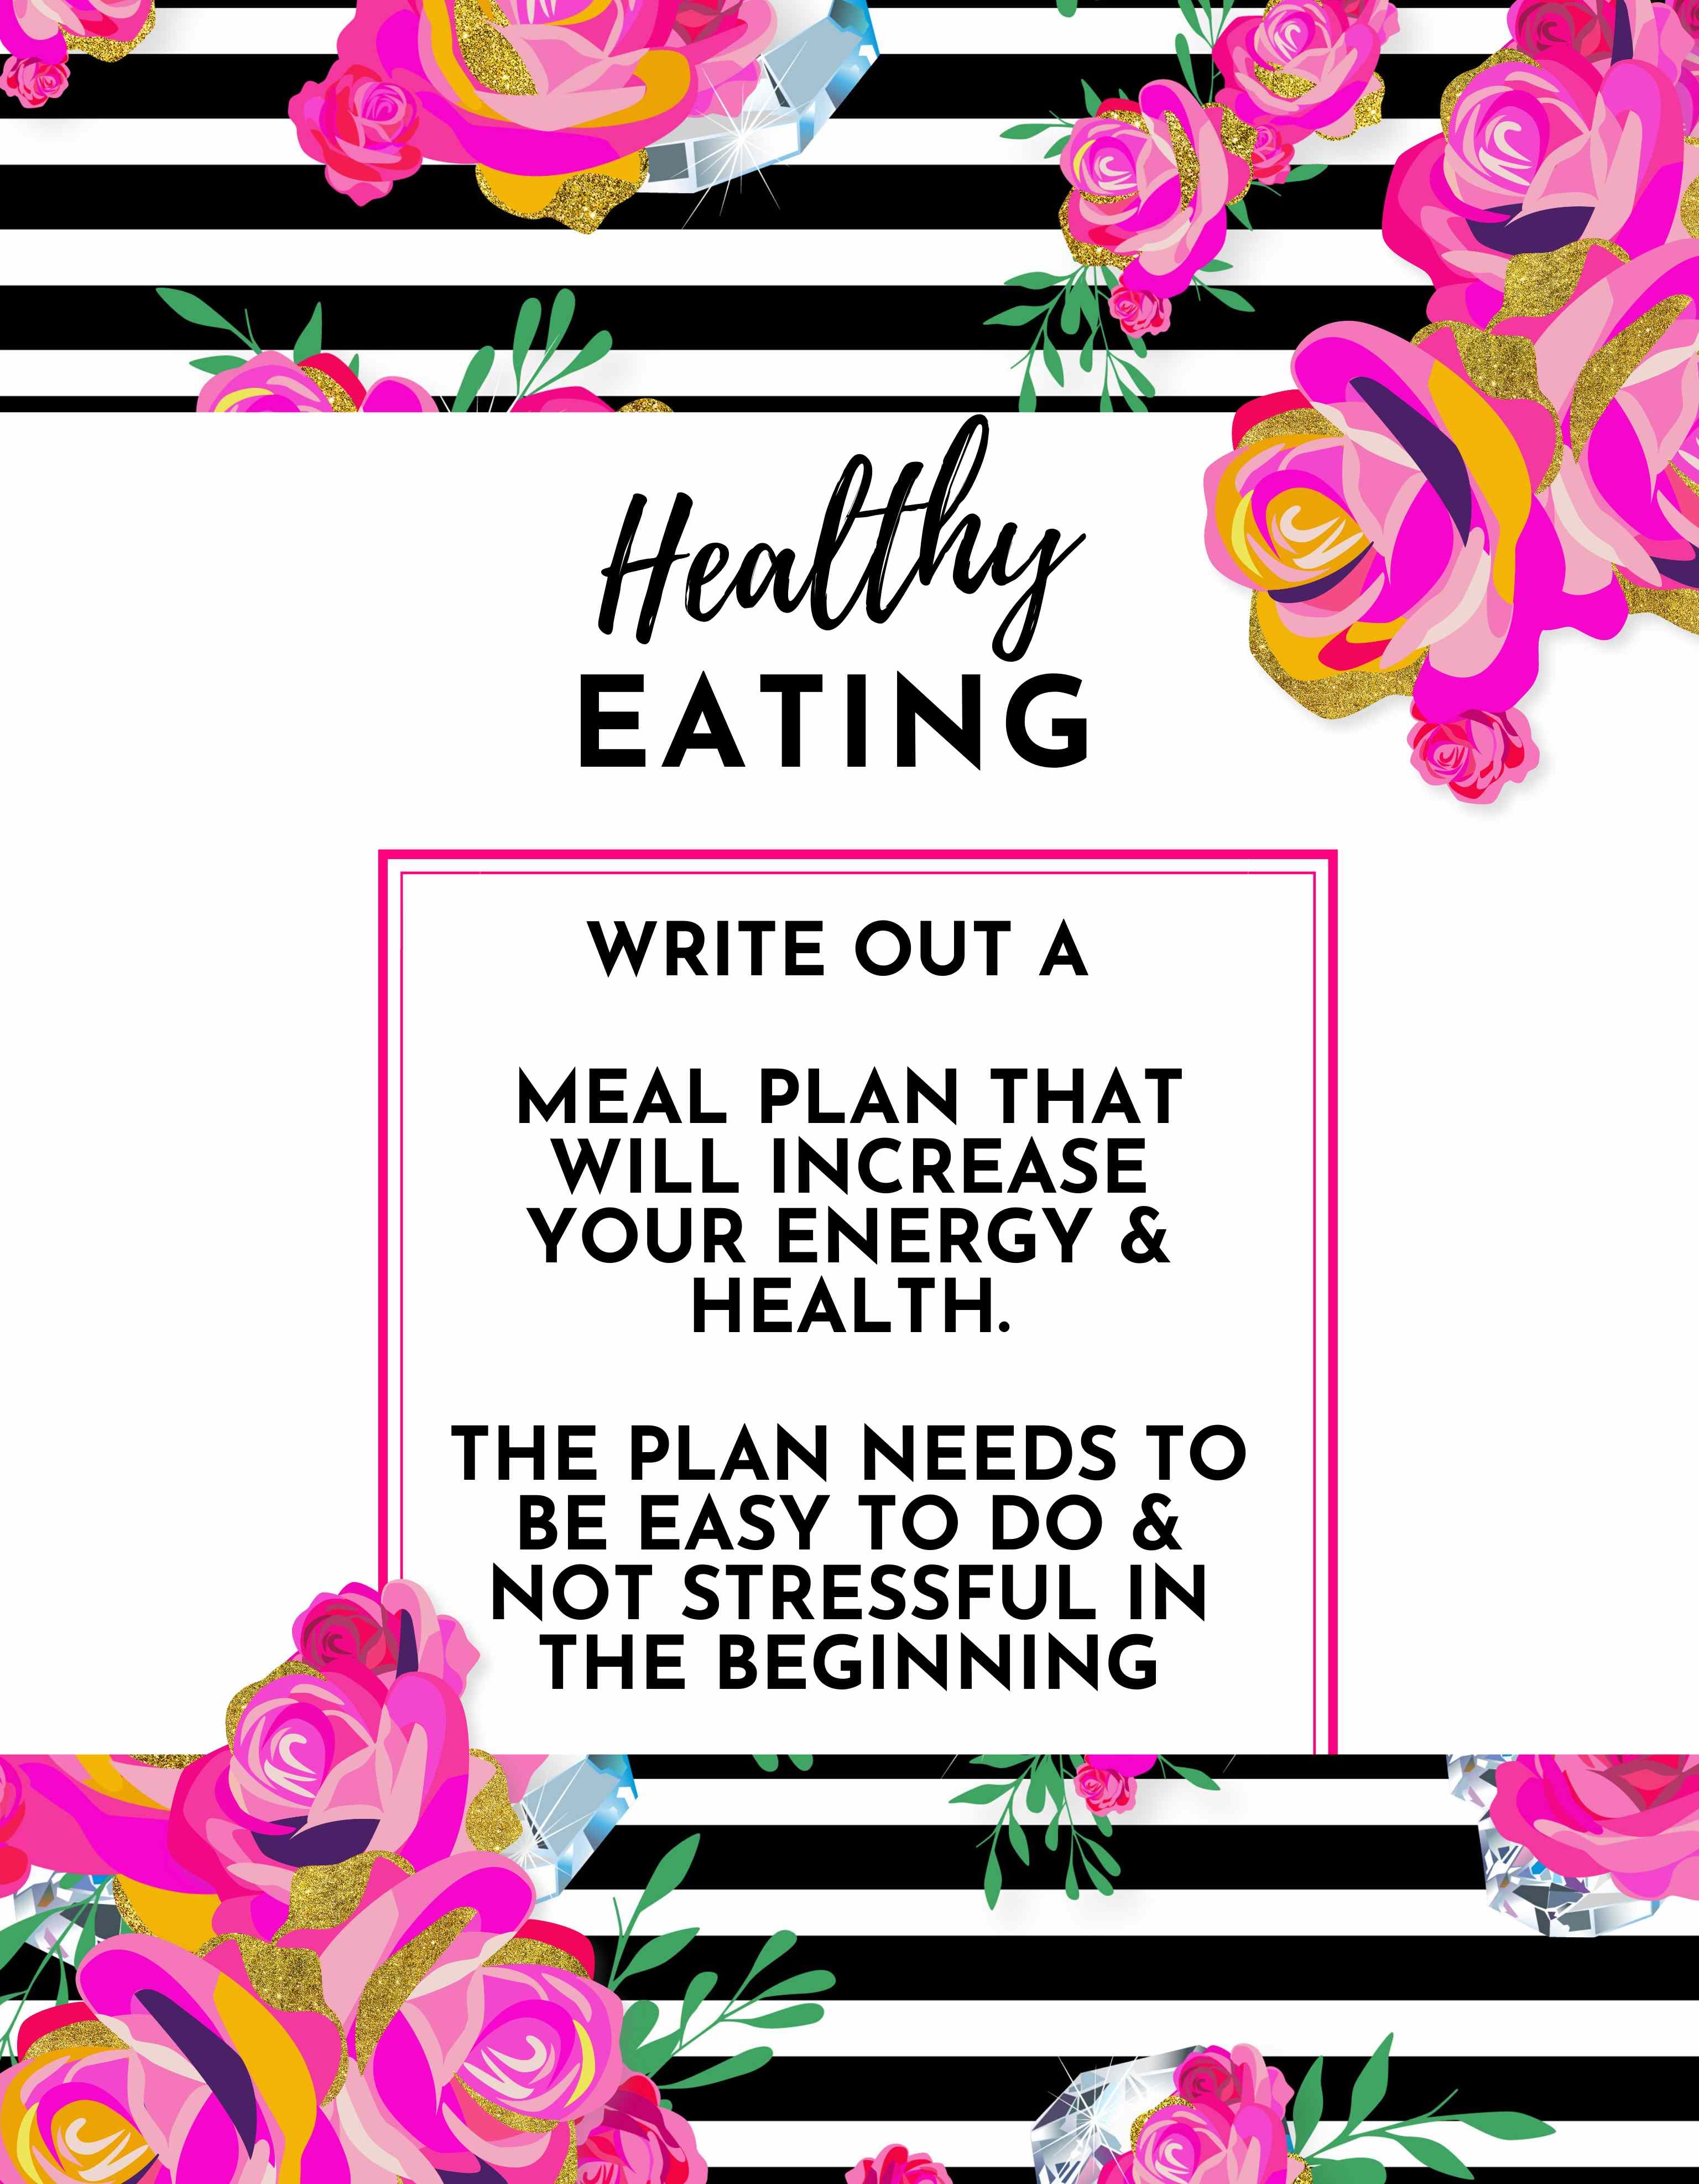 Healthy
EATING
WRITE OUT A
MEAL PLAN THAT
WILL INCREASE
YOUR ENERGY &
HEALTH.
THE PLAN NEEDS TO
BE EASY TO DO &
NOT STRESSFUL IN
THE BEGINNING